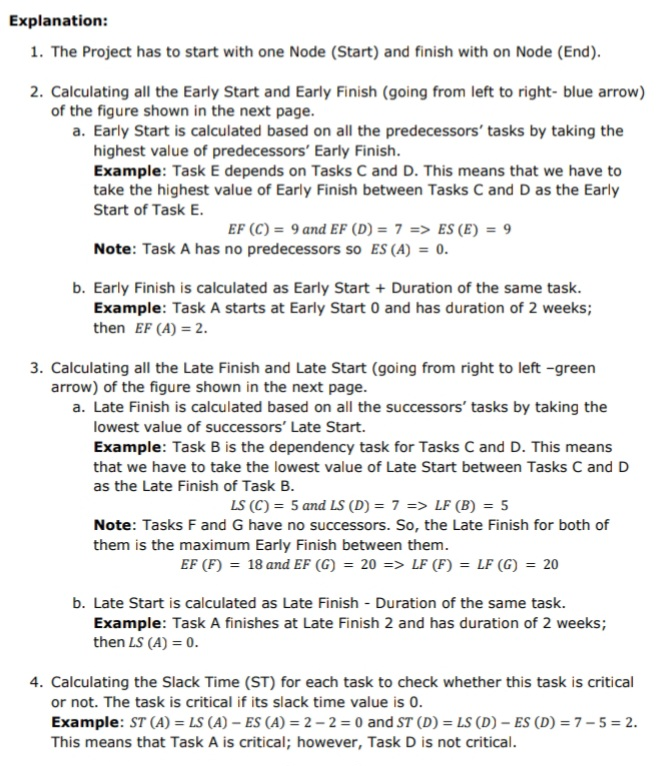 Explanation:
1. The Project has to start with one Node (Start) and finish with on Node (End).
2. Calculating all the Early Start and Early Finish (going from left to right- blue arrow)
of the figure shown in the next page.
a. Early Start is calculated based on all the predecessors' tasks by taking the
highest value of predecessors' Early Finish.
Example: Task E depends on Tasks C and D. This means that we have to
take the highest value of Early Finish between Tasks C and D as the Early
Start of Task E.
EF (C) = 9 and EF (D) = 7 => ES (E) = 9
Note: Task A has no predecessors so ES (A) = 0.
b. Early Finish is calculated as Early Start + Duration of the same task.
Example: Task A starts at Early Start 0 and has duration of 2 weeks;
then EF (A) = 2.
3. Calculating all the Late Finish and Late Start (going from right to left –green
arrow) of the figure shown in the next page.
a. Late Finish is calculated based on all the successors' tasks by taking the
lowest value of successors' Late Start.
Example: Task B is the dependency task for Tasks C and D. This means
that we have to take the lowest value of Late Start between Tasks C and D
as the Late Finish of Task B.
LS (C) = 5 and LS (D) = 7 => LF (B) = 5
Note: Tasks F and G have no successors. So, the Late Finish for both of
them is the maximum Early Finish between them.
EF (F) = 18 and EF (G) = 20 => LF (F) = LF (G) = 20
b. Late Start is calculated as Late Finish - Duration of the same task.
Example: Task A finishes at Late Finish 2 and has duration of 2 weeks;
then LS (A) = 0.
4. Calculating the Slack Time (ST) for each task to check whether this task is critical
or not. The task is critical if its slack time value is 0.
Example: ST (A) = LS (A) – ES (A) = 2 – 2 = 0 and ST (D) = LS (D) – ES (D) = 7 – 5 = 2.
This means that Task A is critical; however, Task D is not critical.